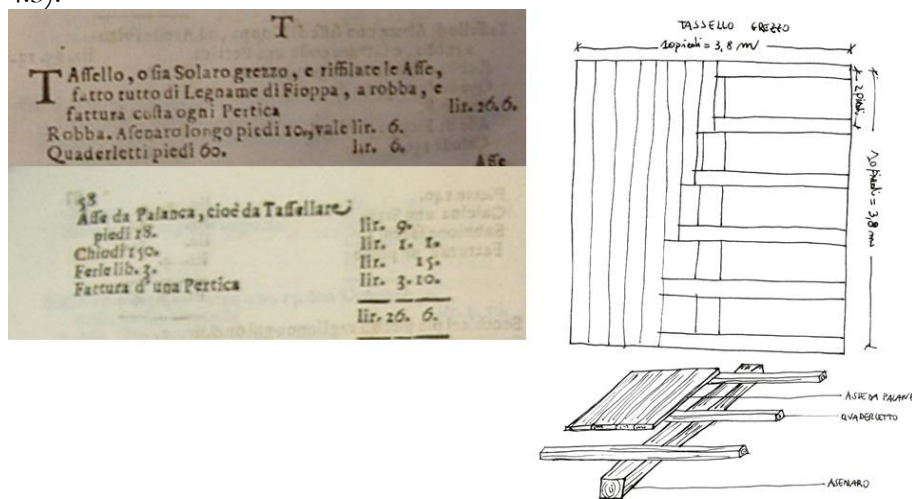 T
TAssello, o sia Solaro grezzo, e riffilate le Asse,
fatto tutto di Legname di Fioppa, a robba, e
fattura costa ogni Pertica lir. 26. 6.
Robba. Asenaro longo piedi 10., vale lir. 6.
Quaderletti piedi 60. lir. 6.
Asse
58
Asse da Palanca, cioè da Tassellare
piedi 18. lir. 9.
Chiodi 150. lir. 1. 1.
Ferle lib. 3. lir. 15.
Fattura d'una Pertica lir. 3. 10.
lir. 26. 6.
TASSELLO GREZZO
10 piedi = 3,8 m
2 piedi
10 piedi = 3,8 m
ASSE DA PALANCA
QUADERLETTO
ASENARO